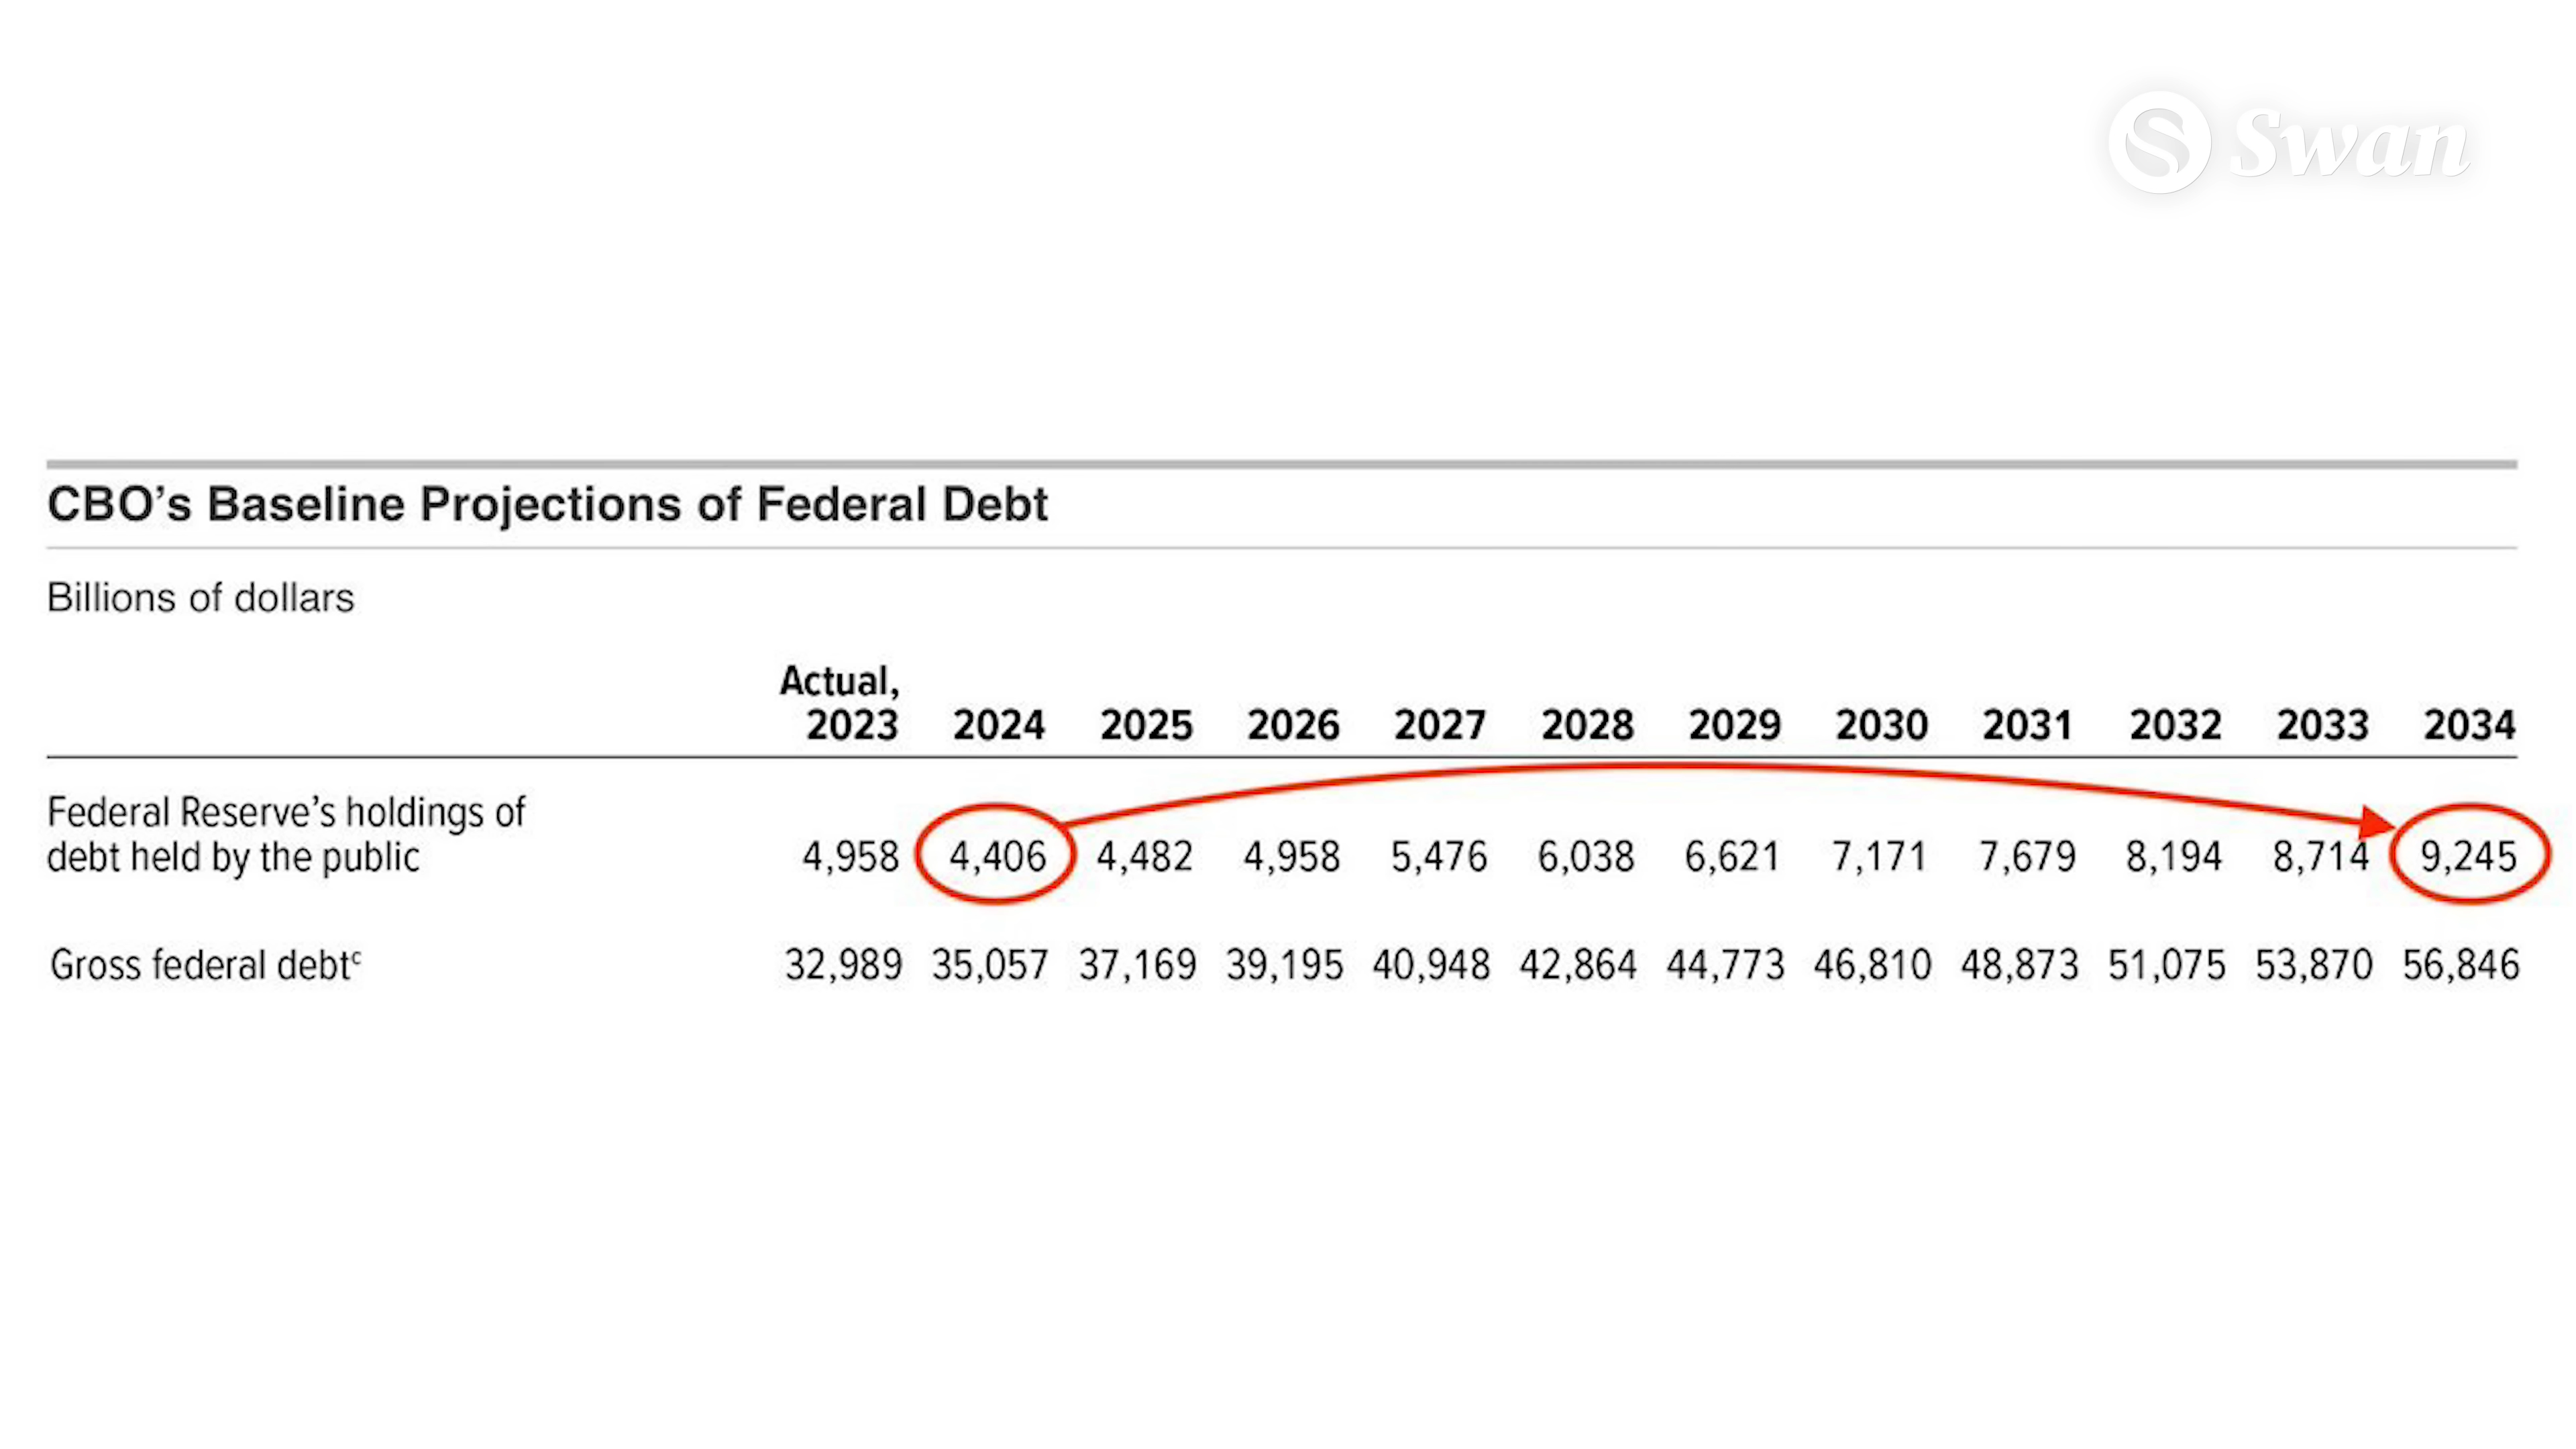 Swan
CBO’s Baseline Projections of Federal Debt
Billions of dollars
Actual,
2023 2024 2025 2026 2027 2028 2029 2030 2031 2032 2033 2034
Federal Reserve’s holdings of
debt held by the public 4,958 4,406 4,482 4,958 5,476 6,038 6,621 7,171 7,679 8,194 8,714 9,245
Gross federal debtᶜ 32,989 35,057 37,169 39,195 40,948 42,864 44,773 46,810 48,873 51,075 53,870 56,846